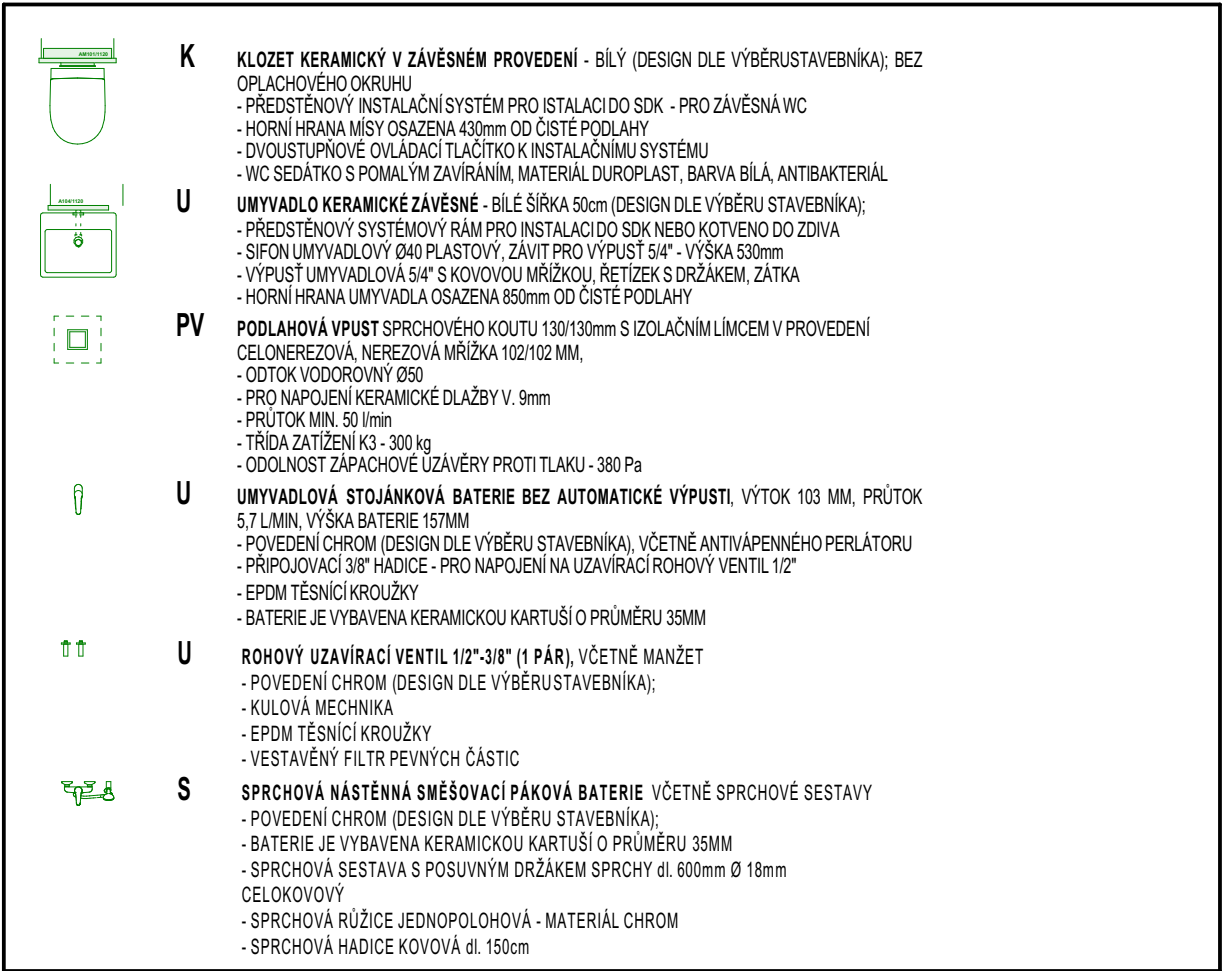 AM101/1120
K KLOZET KERAMICKÝ V ZÁVĚSNÉM PROVEDENÍ - BÍLÝ (DESIGN DLE VÝBĚRUSTAVEBNÍKA); BEZ
OPLACHOVÉHO OKRUHU
- PŘEDSTĚNOVÝ INSTALAČNÍ SYSTÉM PRO ISTALACI DO SDK - PRO ZÁVĚSNÁ WC
- HORNÍ HRANA MÍSY OSAZENA 430mm OD ČISTÉ PODLAHY
- DVOUSTUPŇOVÉ OVLÁDACÍ TLAČÍTKO K INSTALAČNÍMU SYSTÉMU
- WC SEDÁTKO S POMALÝM ZAVÍRÁNÍM, MATERIÁL DUROPLAST, BARVA BÍLÁ, ANTIBAKTERIÁL
A104/1120
U UMYVADLO KERAMICKÉ ZÁVĚSNÉ - BÍLÉ ŠÍŘKA 50cm (DESIGN DLE VÝBĚRU STAVEBNÍKA);
- PŘEDSTĚNOVÝ SYSTÉMOVÝ RÁM PRO INSTALACI DO SDK NEBO KOTVENO DO ZDIVA
- SIFON UMYVADLOVÝ Ø40 PLASTOVÝ, ZÁVIT PRO VÝPUSŤ 5/4" - VÝŠKA 530mm
- VÝPUSŤ UMYVADLOVÁ 5/4" S KOVOVOU MŘÍŽKOU, ŘETÍZEK S DRŽÁKEM, ZÁTKA
- HORNÍ HRANA UMYVADLA OSAZENA 850mm OD ČISTÉ PODLAHY
PV PODLAHOVÁ VPUST SPRCHOVÉHO KOUTU 130/130mm S IZOLAČNÍM LÍMCEM V PROVEDENÍ
CELONEREZOVÁ, NEREZOVÁ MŘÍŽKA 102/102 MM,
- ODTOK VODOROVNÝ Ø50
- PRO NAPOJENÍ KERAMICKÉ DLAŽBY V. 9mm
- PRŮTOK MIN. 50 l/min
- TŘÍDA ZATÍŽENÍ K3 - 300 kg
- ODOLNOST ZÁPACHOVÉ UZÁVĚRY PROTI TLAKU - 380 Pa
U UMYVADLOVÁ STOJÁNKOVÁ BATERIE BEZ AUTOMATICKÉ VÝPUSTI, VÝTOK 103 MM, PRŮTOK
5,7 L/MIN, VÝŠKA BATERIE 157MM
- POVEDENÍ CHROM (DESIGN DLE VÝBĚRU STAVEBNÍKA), VČETNĚ ANTIVÁPENNÉHO PERLÁTORU
- PŘIPOJOVACÍ 3/8" HADICE - PRO NAPOJENÍ NA UZAVÍRACÍ ROHOVÝ VENTIL 1/2"
- EPDM TĚSNÍCÍ KROUŽKY
- BATERIE JE VYBAVENA KERAMICKOU KARTUŠÍ O PRŮMĚRU 35MM
U ROHOVÝ UZAVÍRACÍ VENTIL 1/2"-3/8" (1 PÁR), VČETNĚ MANŽET
- POVEDENÍ CHROM (DESIGN DLE VÝBĚRUSTAVEBNÍKA);
- KULOVÁ MECHNIKA
- EPDM TĚSNÍCÍ KROUŽKY
- VESTAVĚNÝ FILTR PEVNÝCH ČÁSTIC
S SPRCHOVÁ NÁSTĚNNÁ SMĚŠOVACÍ PÁKOVÁ BATERIE VČETNĚ SPRCHOVÉ SESTAVY
- POVEDENÍ CHROM (DESIGN DLE VÝBĚRU STAVEBNÍKA);
- BATERIE JE VYBAVENA KERAMICKOU KARTUŠÍ O PRŮMĚRU 35MM
- SPRCHOVÁ SESTAVA S POSUVNÝM DRŽÁKEM SPRCHY dl. 600mm Ø 18mm
CELOKOVOVÝ
- SPRCHOVÁ RŮŽICE JEDNOPOLOHOVÁ - MATERIÁL CHROM
- SPRCHOVÁ HADICE KOVOVÁ dl. 150cm